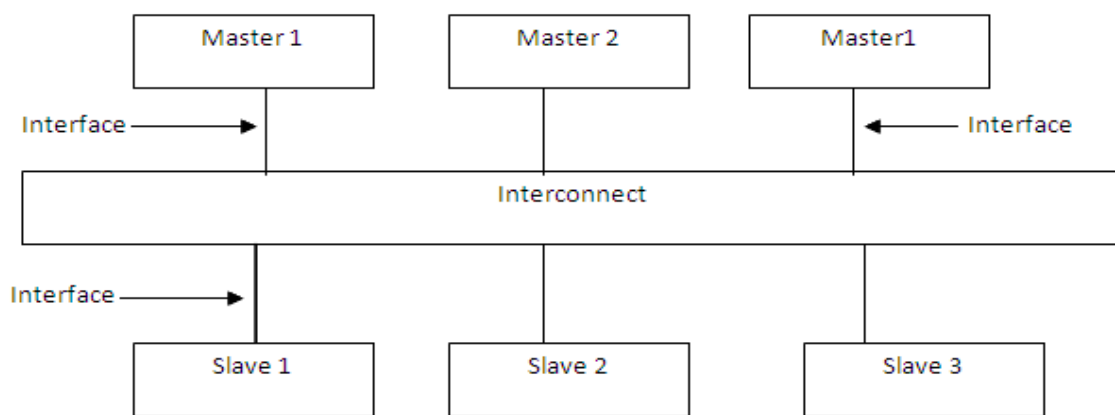 Master 1
Master 2
Master1
Interface
Interface
Interconnect
Interface
Slave 1
Slave 2
Slave 3